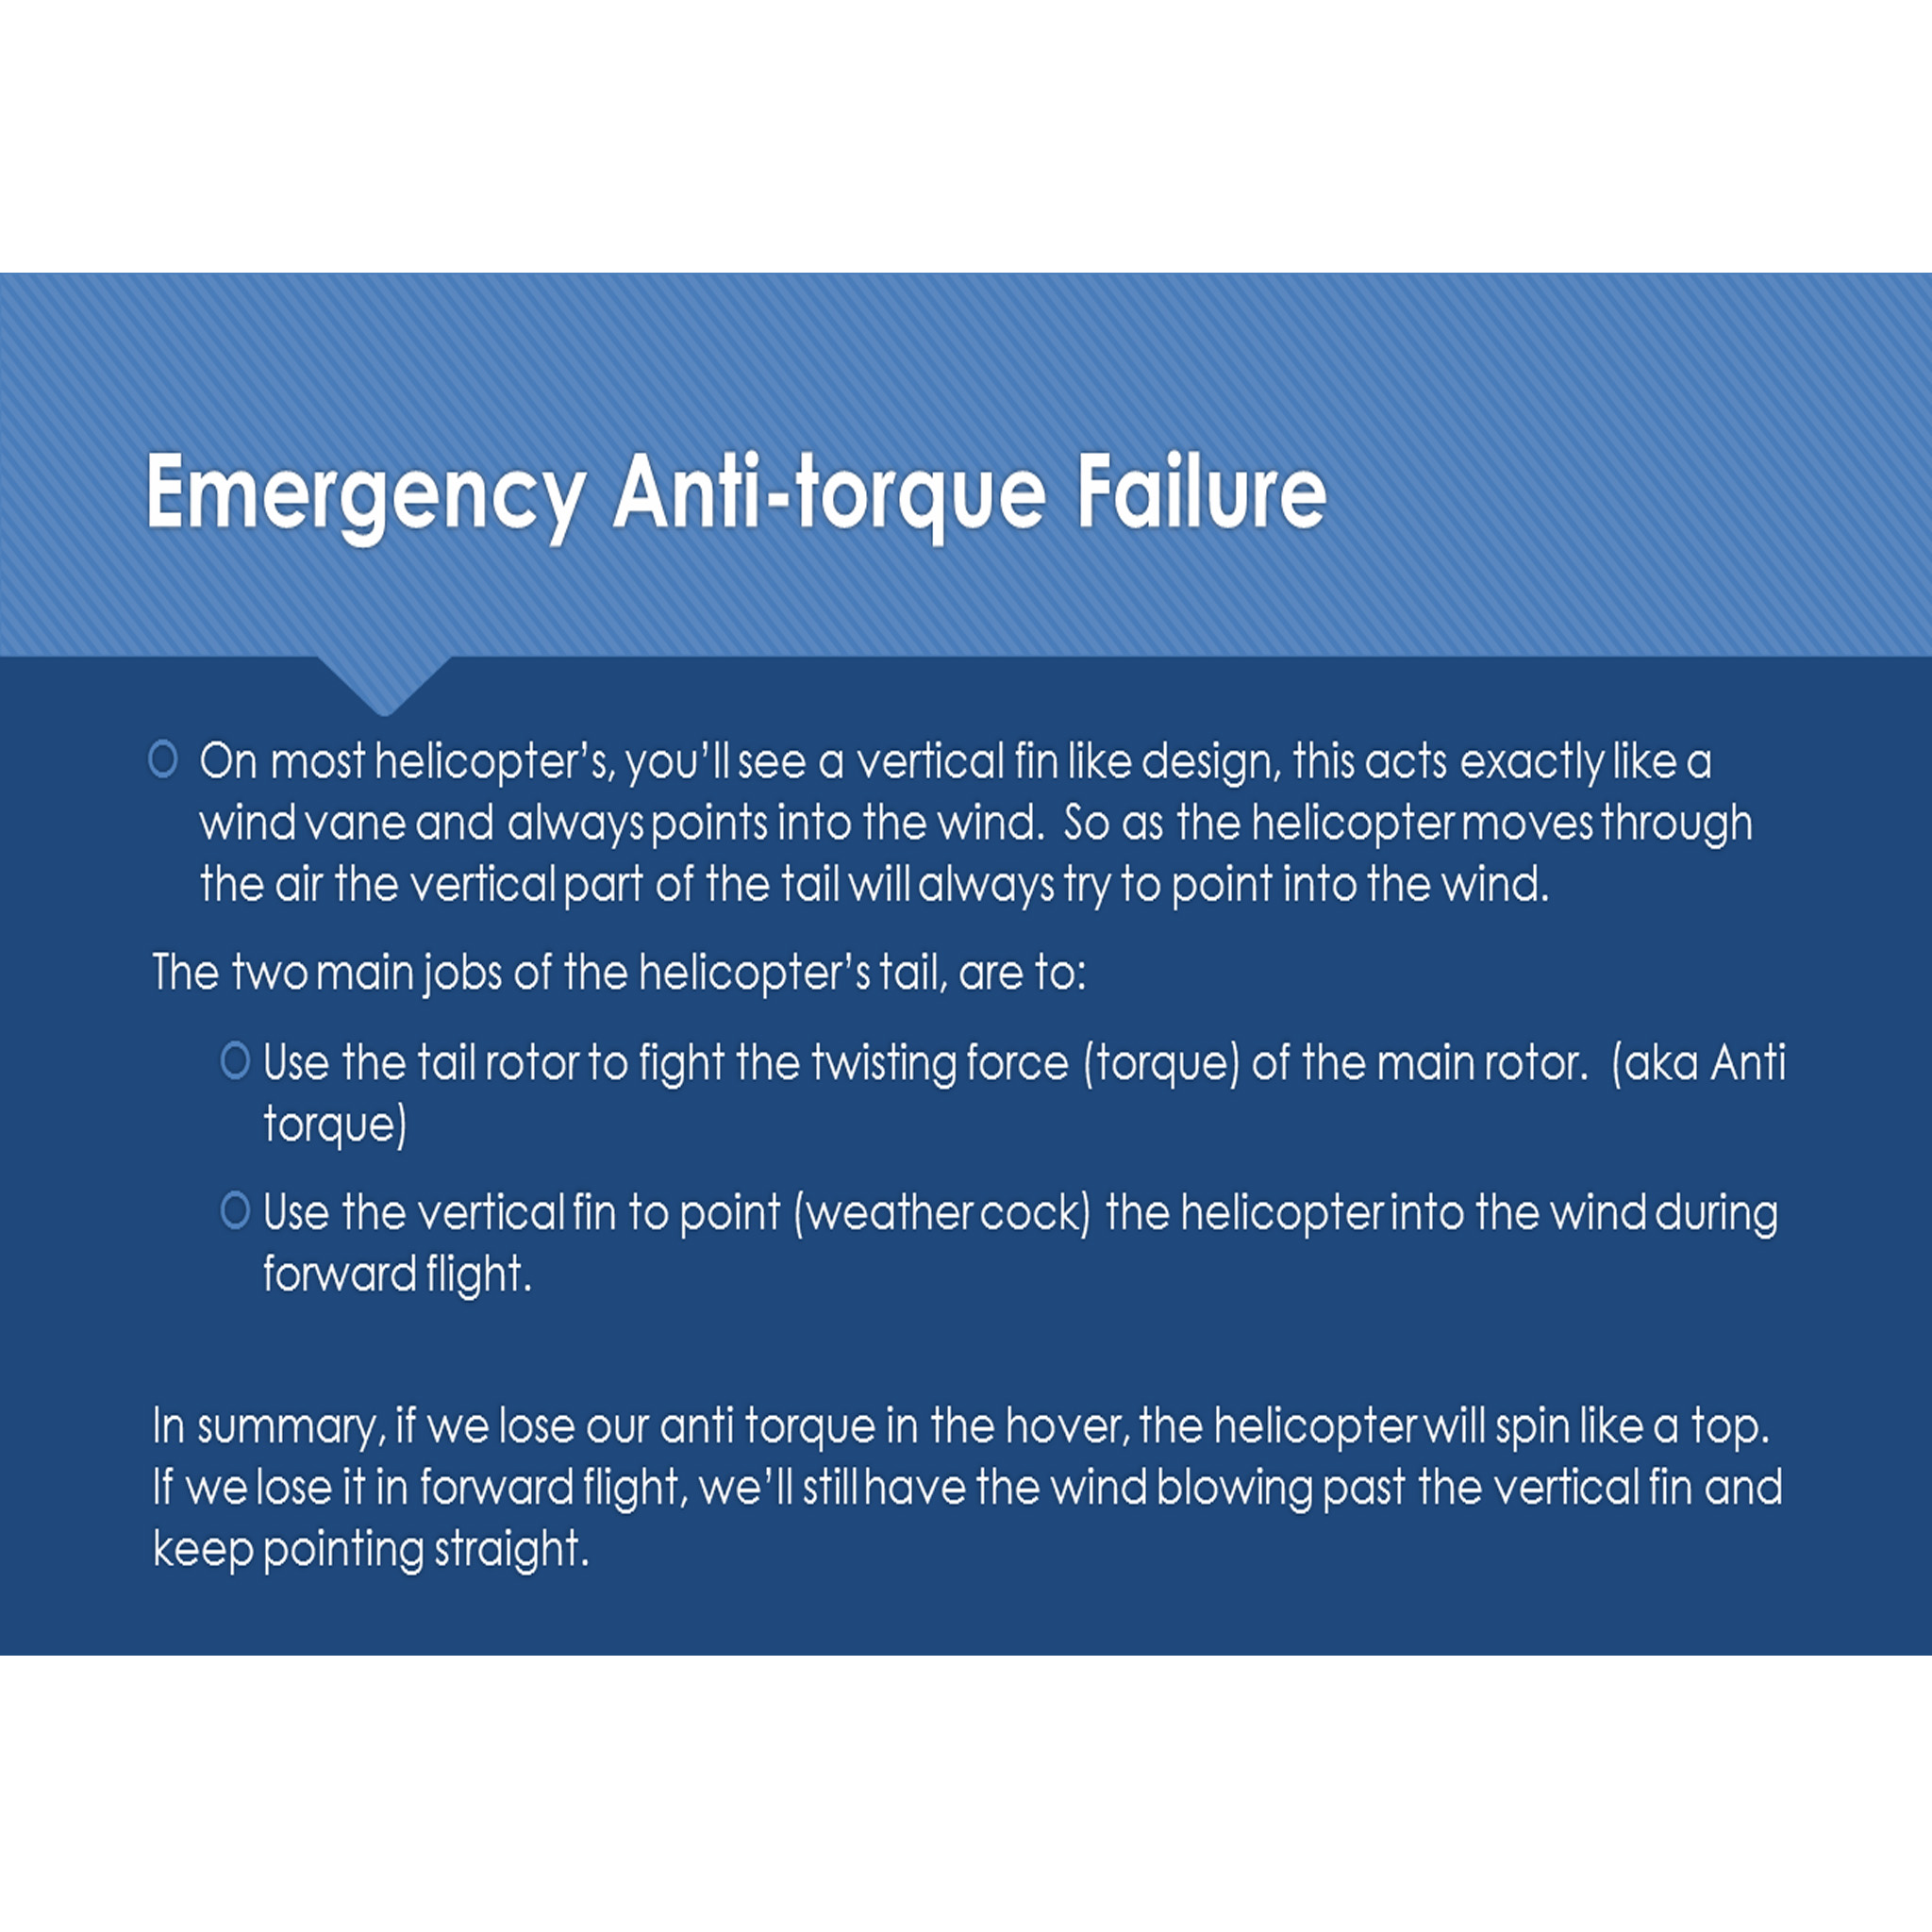 Emergency Anti-torque Failure
On most helicopter's, you'll see a vertical fin like design, this acts exactly like a
wind vane and always points into the wind.  So as the helicopter moves through
the air the vertical part of the tail will always try to point into the wind.
The two main jobs of the helicopter's tail, are to:
Use the tail rotor to fight the twisting force (torque) of the main rotor.  (aka Anti
torque)
Use the vertical fin to point (weather cock) the helicopter into the wind during
forward flight.
In summary, if we lose our anti torque in the hover, the helicopter will spin like a top.
If we lose it in forward flight, we'll still have the wind blowing past the vertical fin and
keep pointing straight.